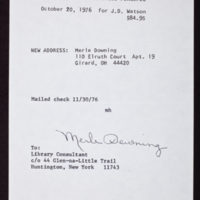 October 20, 1976 for J.O. Watson
$84.95
NEW ADDRESS: Merle Downing
110 Elruth Court Apt. 19
Girard, OH 44420
Mailed check 11/30/76
mh
Merle Downing
To:
Library Consultant
c/o 44 Glen-na-Little Trail
Huntington, New York 11743